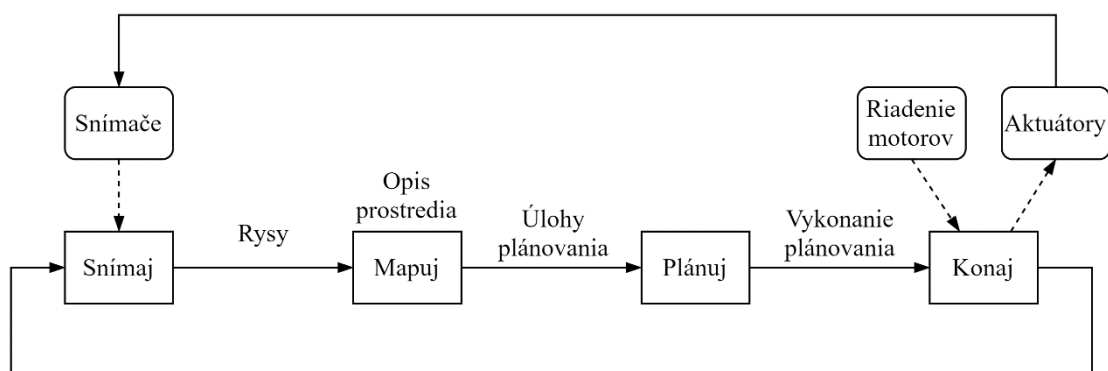 Snímače
Riadenie
motorov
Aktuátory
Opis
prostredia
Rysy
Úlohy
plánovania
Vykonanie
plánovania
Snímaj
Mapuj
Plánuj
Konaj